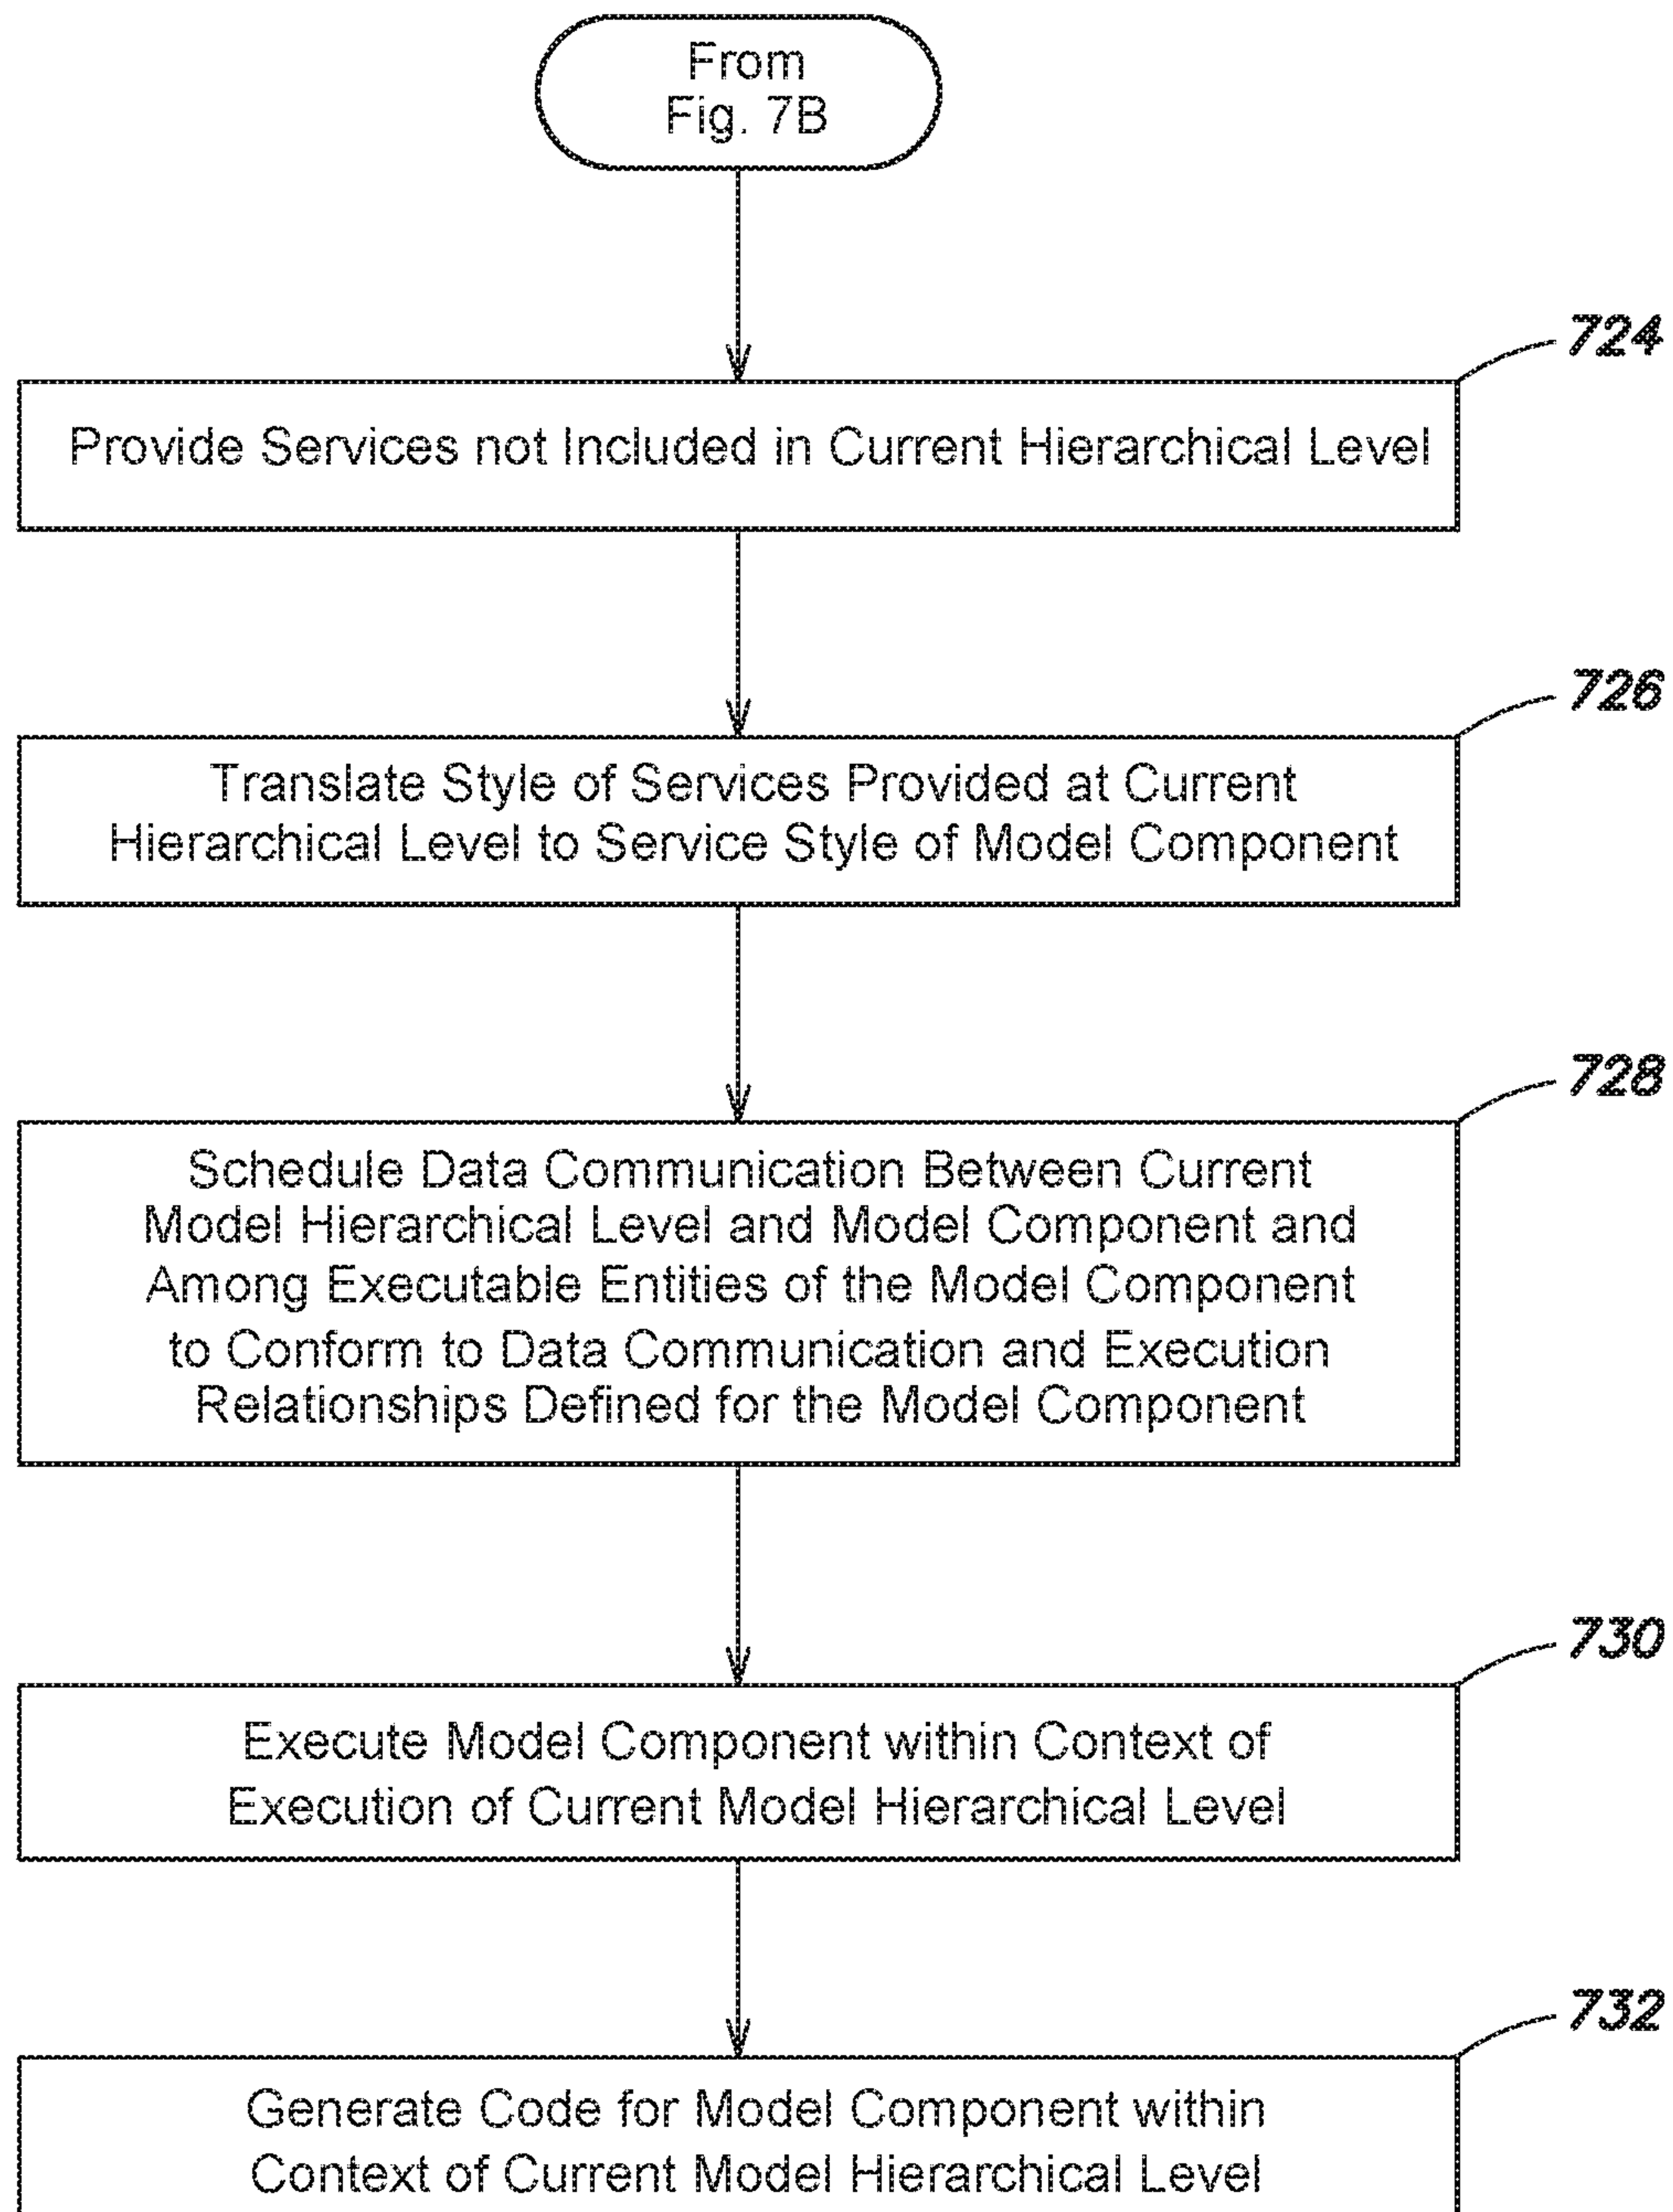 From
Fig. 7B
724
Provide Services not Included in Current Hierarchical Level
726
Translate Style of Services Provided at Current
Hierarchical Level to Service Style of Model Component
728
Schedule Data Communication Between Current
Model Hierarchical Level and Model Component and
Among Executable Entities of the Model Component
to Conform to Data Communication and Execution
Relationships Defined for the Model Component
730
Execute Model Component within Context of
Execution of Current Model Hierarchical Level
732
Generate Code for Model Component within
Context of Current Model Hierarchical Level